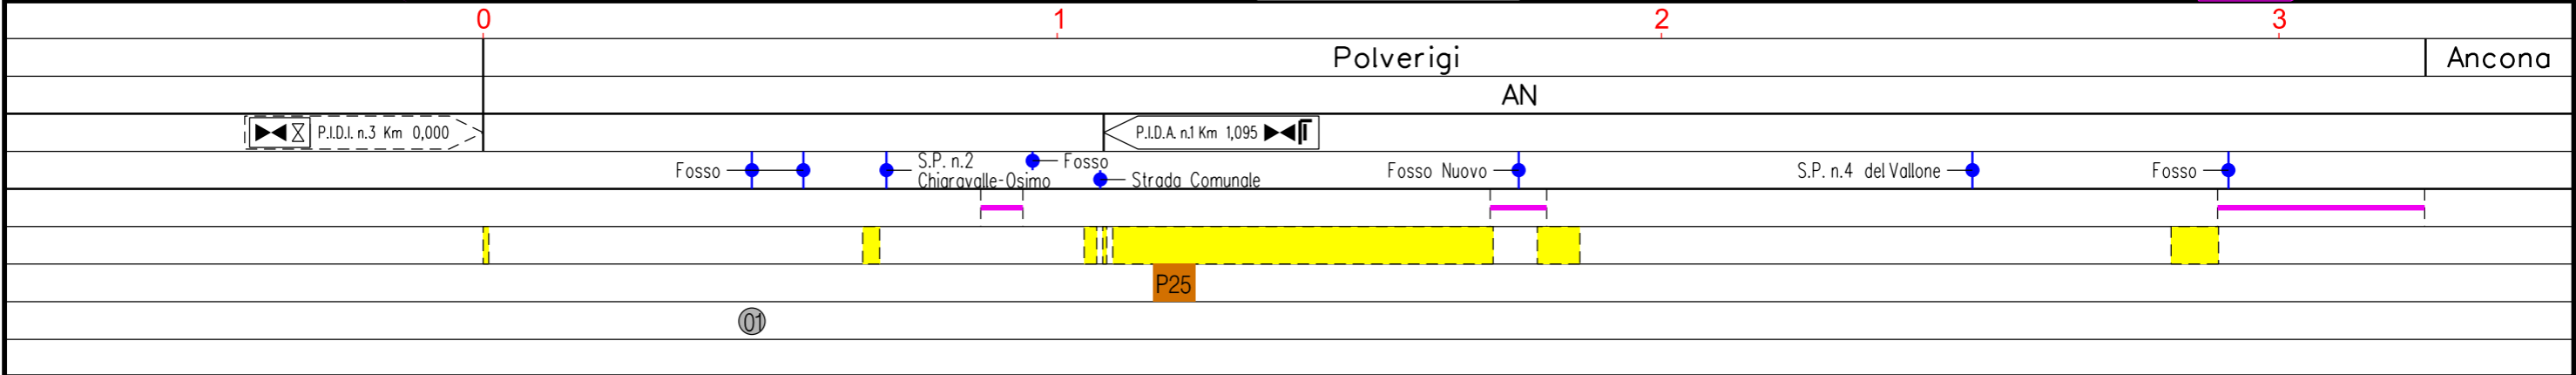 0 1 2 3
Polverigi Ancona
AN
P.I.D.I. n.3 Km 0,000 P.I.D.A. n.1 Km 1,095
Fosso S.P. n.2 Fosso Fosso Nuovo S.P. n.4 del Vallone Fosso
Chiaravalle-Osimo Strada Comunale
P25
01